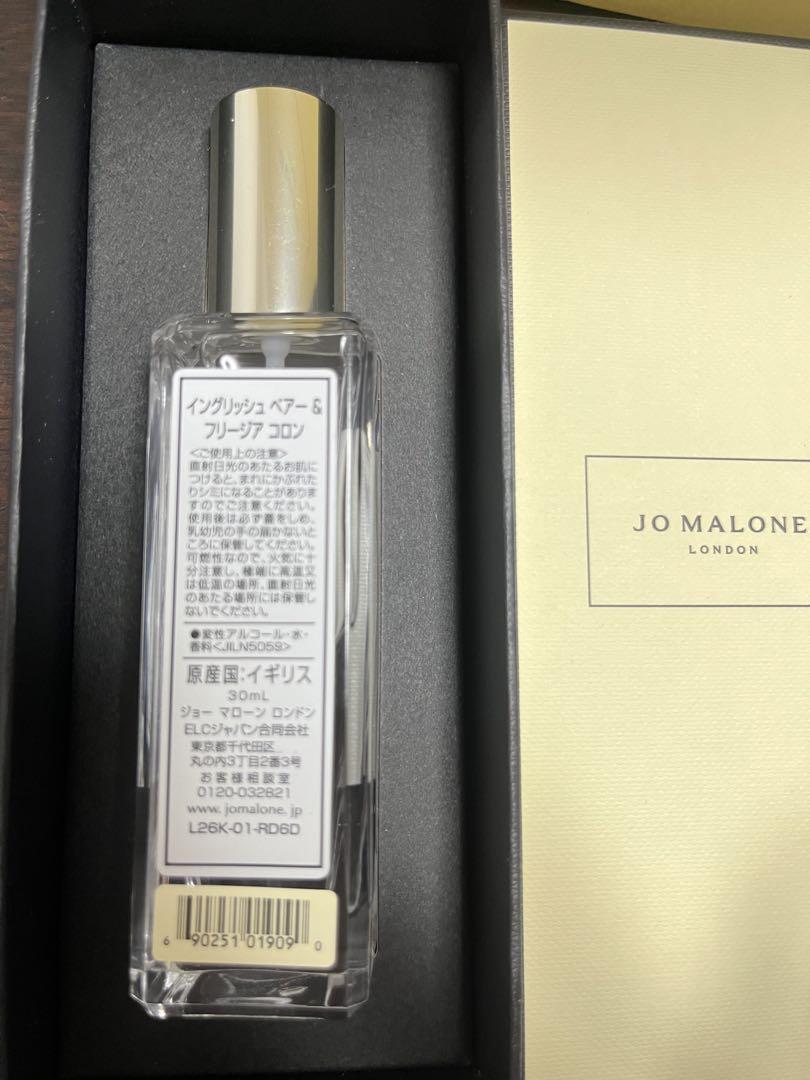 イングリッシュ ペアー &
フリージア コロン
<ご使用上の注意>
直射日光のあたるお肌に
つけると、まれにかぶれた
りシミになることがありま
すのでご注意ください。
使用後は必ず蓋をしめ、
乳幼児の手の届かないと
ころに保管してください。
可燃性なので、火気に十
分注意し、極端に高温又
は低温の場所、直射日光
のあたる場所には保管し
ないでください。
●変性アルコール・水・
香料<JILN5059>
原産国:イギリス
30mL
ジョー マローン ロンドン
ELCジャパン合同会社
東京都千代田区
丸の内3丁目2番3号
お客様相談室
0120-032821
www. jomalone. jp
L26K-01-RD6D
6 90251 01909 0
JO MALONE
LONDON